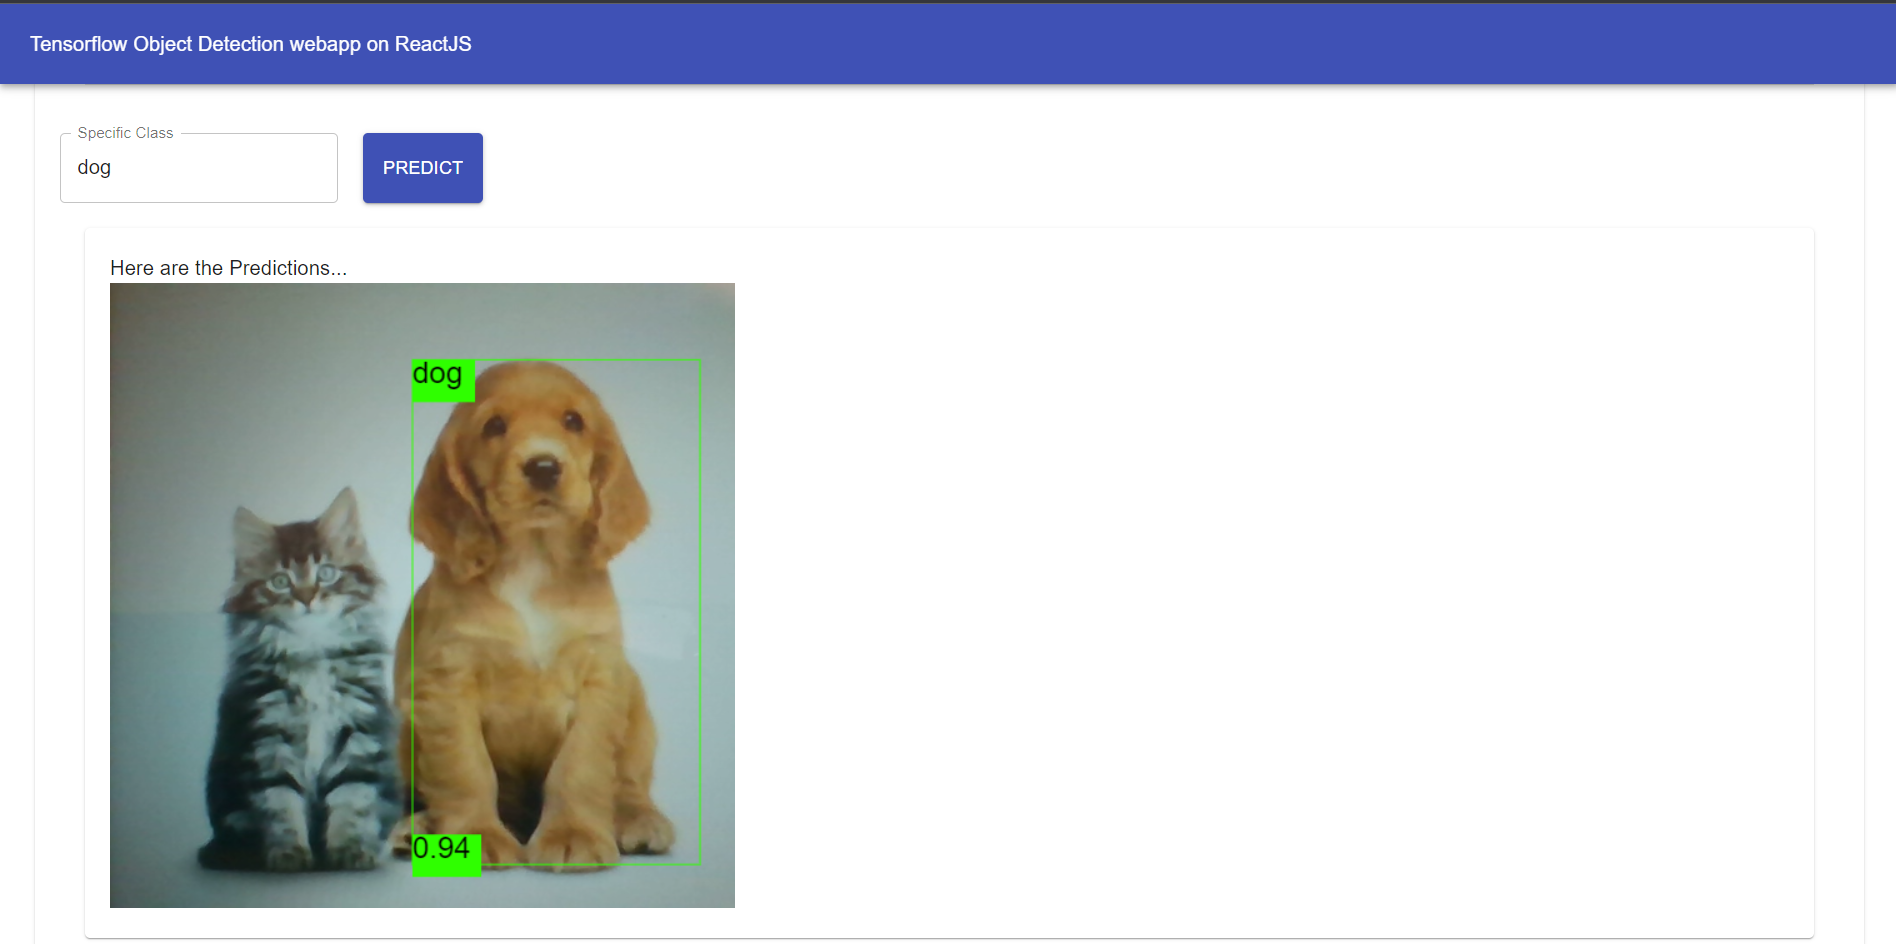 Tensorflow Object Detection webapp on ReactJS
Specific Class
dog
PREDICT
Here are the Predictions...
dog
0.94